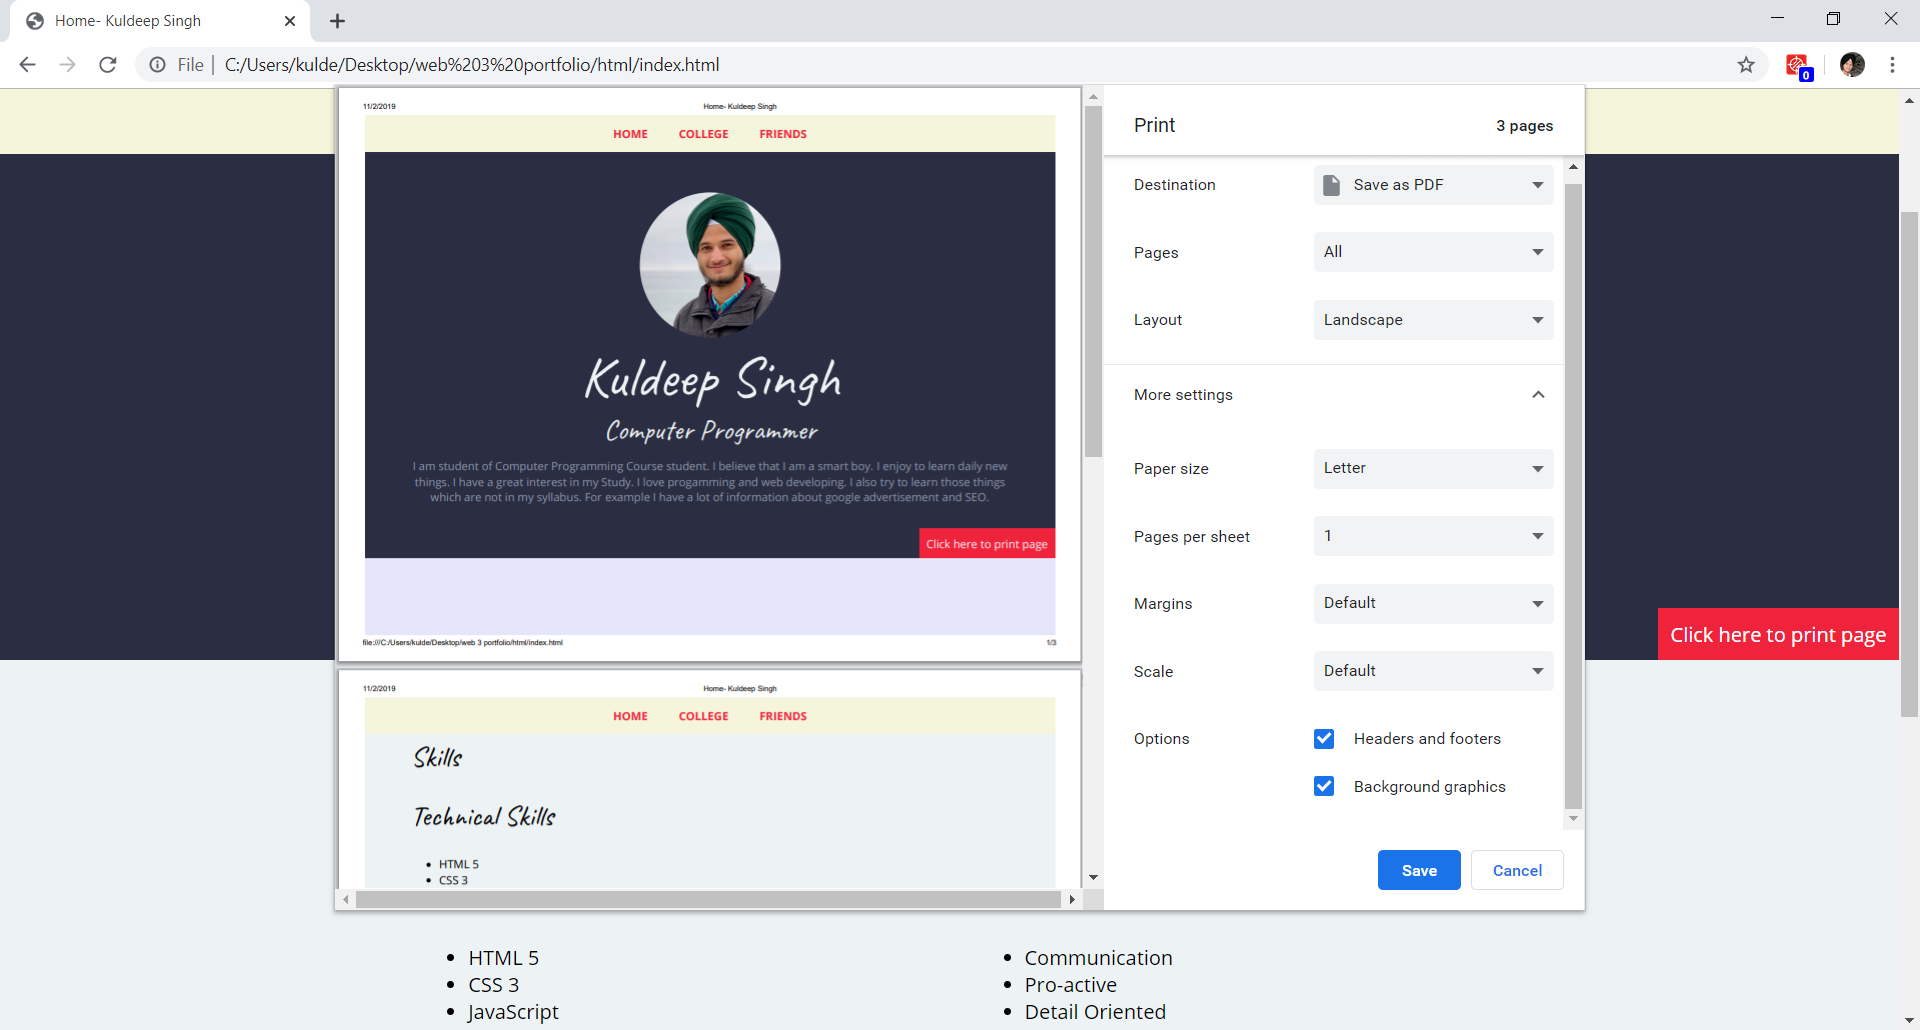 Home- Kuldeep Singh
File | C:/Users/kulde/Desktop/web%203%20portfolio/html/index.html
0
11/2/2019 Home- Kuldeep Singh
HOME COLLEGE FRIENDS
Kuldeep Singh
Computer Programmer
I am student of Computer Programming Course student. I believe that I am a smart boy. I enjoy to learn daily new
things. I have a great interest in my Study. I love progamming and web developing. I also try to learn those things
which are not in my syllabus. For example I have a lot of information about google advertisement and SEO.
Click here to print page
file:///C:/Users/kulde/Desktop/web 3 portfolio/html/index.html 1/3
11/2/2019 Home- Kuldeep Singh
HOME COLLEGE FRIENDS
Skills
Technical Skills
• HTML 5
• CSS 3
Print 3 pages
Destination Save as PDF
Pages All
Layout Landscape
More settings
Paper size Letter
Pages per sheet 1
Margins Default
Scale Default
Options Headers and footers
Background graphics
Save Cancel
Click here to print page
• HTML 5
• CSS 3
• JavaScript
• Communication
• Pro-active
• Detail Oriented